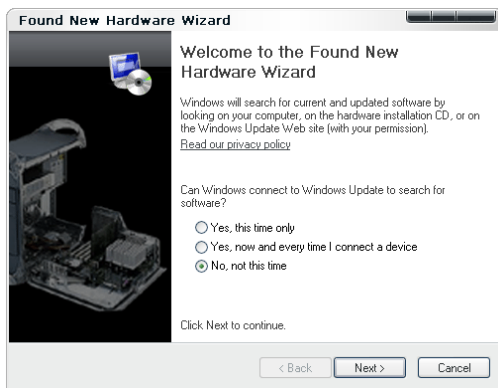 Found New Hardware Wizard
Welcome to the Found New
Hardware Wizard
Windows will search for current and updated software by
looking on your computer, on the hardware installation CD, or on
the Windows Update Web site (with your permission).
Read our privacy policy
Can Windows connect to Windows Update to search for
software?
Yes, this time only
Yes, now and every time I connect a device
No, not this time
Click Next to continue.
< Back
Next >
Cancel